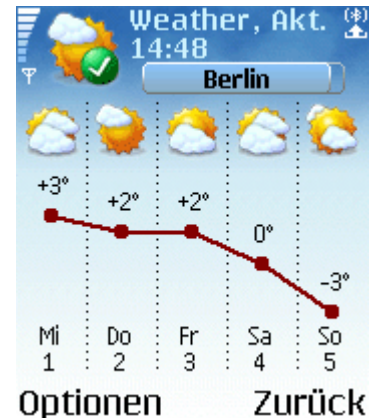 Weather, Akt.
14:48
Berlin
+3° +2° +2° 0° -3°
Mi Do Fr Sa So
1 2 3 4 5
Optionen Zurück